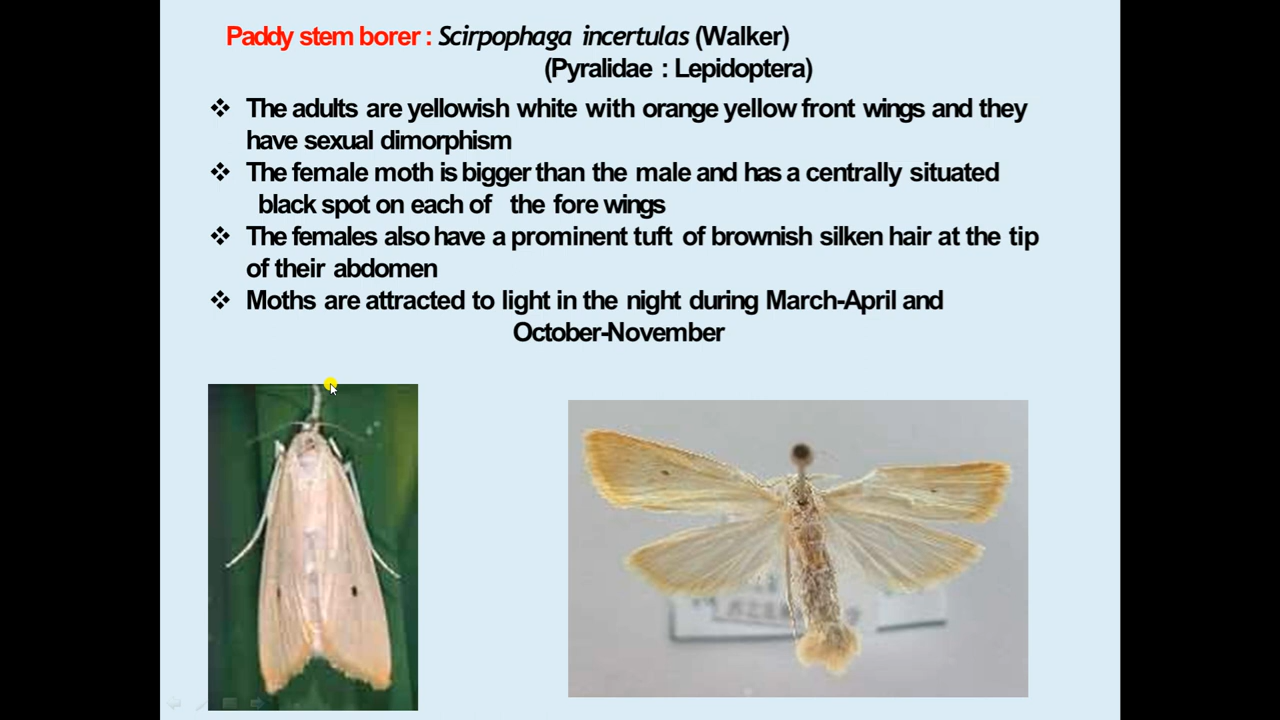 Paddy stem borer : Scirpophaga incertulas (Walker)
(Pyralidae : Lepidoptera)
❖ The adults are yellowish white with orange yellow front wings and they
have sexual dimorphism
❖ The female moth is bigger than the male and has a centrally situated
black spot on each of the fore wings
❖ The females also have a prominent tuft of brownish silken hair at the tip
of their abdomen
❖ Moths are attracted to light in the night during March-April and
October-November